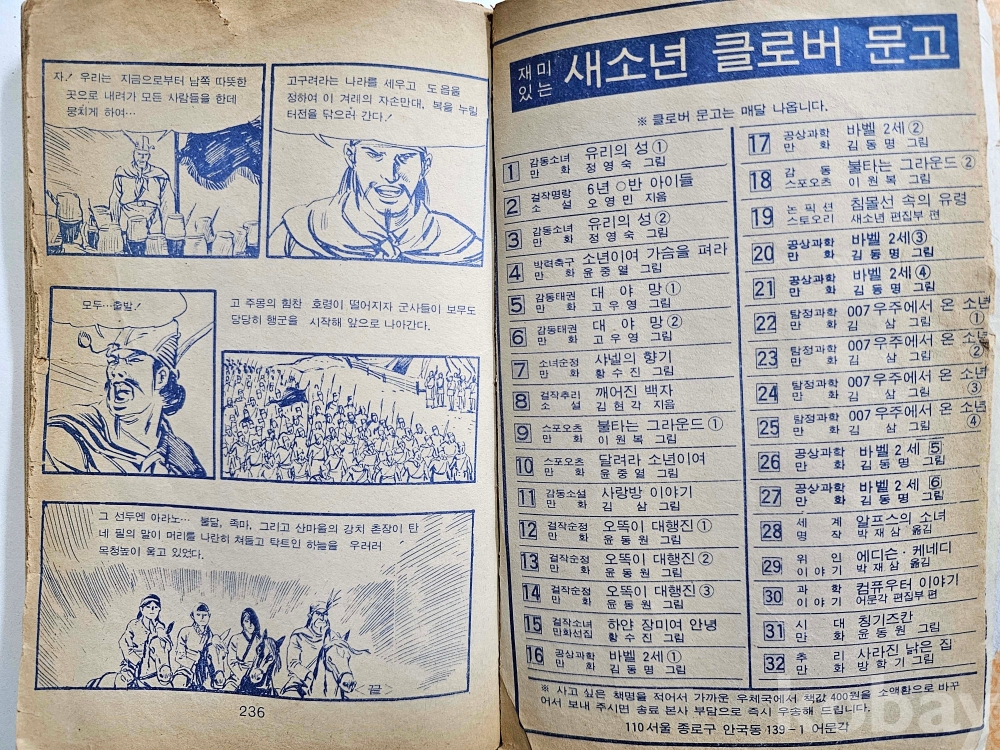 자! 우리는 지금으로부터 남쪽 따뜻한
곳으로 내려가 모든 사람들을 한데
뭉치게 하여…
고구려라는 나라를 세우고 도읍을
정하여 이 겨레의 자손만대, 복을 누릴
터전을 닦으러 간다!
모두…출발!
고 주몽의 힘찬 호령이 떨어지자 군사들이 보무도
당당히 행군을 시작해 앞으로 나아간다.
그 선두엔 아라노… 불달, 족마, 그리고 산마을의 강치 촌장이 탄
네 필의 말이 머리를 나란히 쳐들고 탁트인 하늘을 우러러
목청높이 욹고 있었다.
<끝>
236
재미
있는
새소년 클로버 문고
※ 클로버 문고는 매달 나옵니다.
1 감동소녀 유리의 성 ①
만 화 정영숙 그림
2 걸작명랑 6년 ○반 아이들
소 설 오영민 지음
3 감동소녀 유리의 성 ②
만 화 정영숙 그림
4 박력축구 소년이여 가슴을 펴라
만 화 윤중열 그림
5 감동태권 대야망 ①
만 화 고우영 그림
6 감동태권 대야망 ②
만 화 고우영 그림
7 소녀순정 샤넬의 향기
만 화 황수진 그림
8 걸작추리 깨어진 백자
소 설 김현각 지음
9 스포오츠 불타는 그라운드 ①
만 화 이원복 그림
10 스포오츠 달려라 소년이여
만 화 윤중열 그림
11 감동소설 사랑방 이야기
만 화 김 삼 그림
12 걸작순정 오똑이 대행진 ①
만 화 윤동원 그림
13 걸작순정 오똑이 대행진 ②
만 화 윤동원 그림
14 걸작순정 오똑이 대행진 ③
만 화 윤동원 그림
15 걸작소녀 하얀 장미여 안녕
만화선집 황수진 그림
16 공상과학 바벨 2세 ①
만 화 김동명 그림
17 공상과학 바벨 2세 ②
만 화 김동명 그림
18 감 동 불타는 그라운드 ②
스포오츠 이원복 그림
19 논픽션 침몰선 속의 유령
스토오리 새소년 편집부 편
20 공상과학 바벨 2세 ③
만 화 김동명 그림
21 공상과학 바벨 2세 ④
만 화 김동명 그림
22 탐정과학 007 우주에서 온 소년
만 화 김 삼 그림 ①
23 탐정과학 007 우주에서 온 소년
만 화 김 삼 그림 ②
24 탐정과학 007 우주에서 온 소년
만 화 김 삼 그림 ③
25 탐정과학 007 우주에서 온 소년
만 화 김 삼 그림 ④
26 공상과학 바벨 2세 5
만 화 김동명 그림
27 공상과학 바벨 2세 6
만 화 김동명 그림
28 세 계 알프스의 소녀
명 작 박재삼 옮김
29 위 인 에디슨·케네디
이야기 박재삼 옮김
30 과 학 컴퓨우터 이야기
이야기 어문각 편집부 편
31 시 대 칭기즈칸
만 화 윤동원 그림
32 추 리 사라진 낡은 집
만 화 방학기 그림
※ 사고 싶은 책명을 적어서 가까운 우체국에서 책값 400원을 소액환으로 바꾸
어서 보내 주시면 송료 본사 부담으로 즉시 우송해 드립니다.
110 서울 종로구 안국동 139-1 어문각